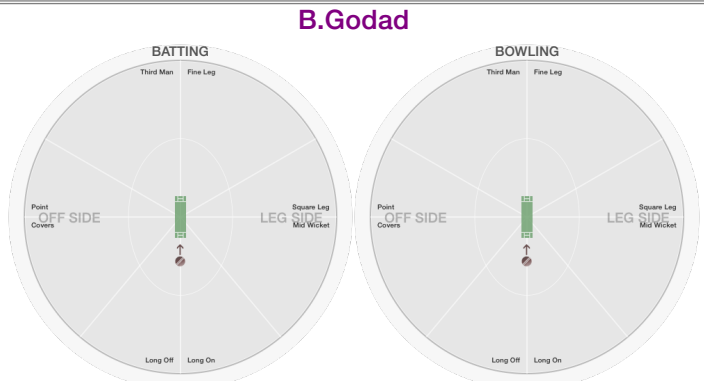 B.Godad
BATTING
Third Man Fine Leg
Point
OFF SIDE
Covers
Square Leg
LEG SIDE
Mid Wicket
Long Off Long On
BOWLING
Third Man Fine Leg
Point
OFF SIDE
Covers
Square Leg
LEG SIDE
Mid Wicket
Long Off Long On